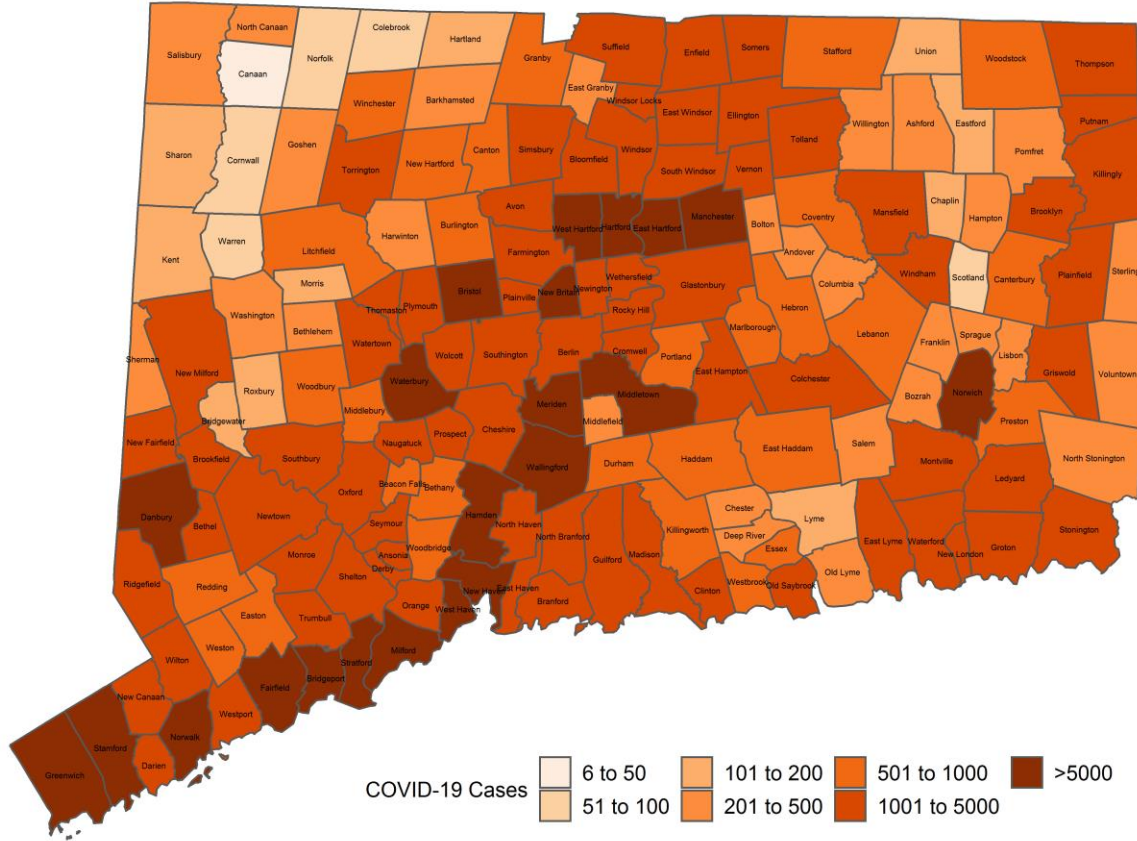 North Canaan
Colebrook
Salisbury
Canaan
Norfolk
Hartland
Granby
Suffield
Enfield
Somers
Stafford
Union
Woodstock
Thompson
East Granby
Windsor Locks
Winchester
Barkhamsted
East Windsor
Ellington
Putnam
Sharon
Cornwall
Goshen
Torrington
New Hartford
Canton
Simsbury
Bloomfield
Windsor
South Windsor
Vernon
Tolland
Willington
Ashford
Eastford
Pomfret
Killingly
Kent
Warren
Litchfield
Harwinton
Burlington
Avon
Farmington
West Hartford
Hartford
East Hartford
Manchester
Bolton
Coventry
Mansfield
Chaplin
Hampton
Brooklyn
Andover
Columbia
Windham
Scotland
Canterbury
Plainfield
Sterling
Morris
Washington
Bethlehem
Thomaston
Plymouth
Bristol
Plainville
New Britain
Newington
Wethersfield
Rocky Hill
Glastonbury
Marlborough
Hebron
Lebanon
Franklin
Sprague
Lisbon
Griswold
Voluntown
Sherman
New Milford
Roxbury
Woodbury
Watertown
Wolcott
Southington
Berlin
Cromwell
Portland
East Hampton
Colchester
Bozrah
Norwich
Preston
Bridgewater
Middlebury
Waterbury
Meriden
Middletown
Middlefield
New Fairfield
Brookfield
Southbury
Naugatuck
Prospect
Cheshire
Wallingford
Durham
Haddam
East Haddam
Salem
Montville
Ledyard
North Stonington
Danbury
Bethel
Newtown
Oxford
Beacon Falls
Bethany
Hamden
North Haven
North Branford
Guilford
Madison
Killingworth
Chester
Deep River
Essex
Lyme
East Lyme
Waterford
New London
Groton
Stonington
Seymour
Woodbridge
Ansonia
Derby
Monroe
Shelton
Ridgefield
Redding
Easton
Trumbull
Orange
West Haven
New Haven
East Haven
Branford
Clinton
Westbrook
Old Saybrook
Old Lyme
Wilton
Weston
Fairfield
Bridgeport
Stratford
Milford
New Canaan
Westport
Norwalk
Darien
Stamford
Greenwich
COVID-19 Cases
6 to 50
51 to 100
101 to 200
201 to 500
501 to 1000
1001 to 5000
>5000